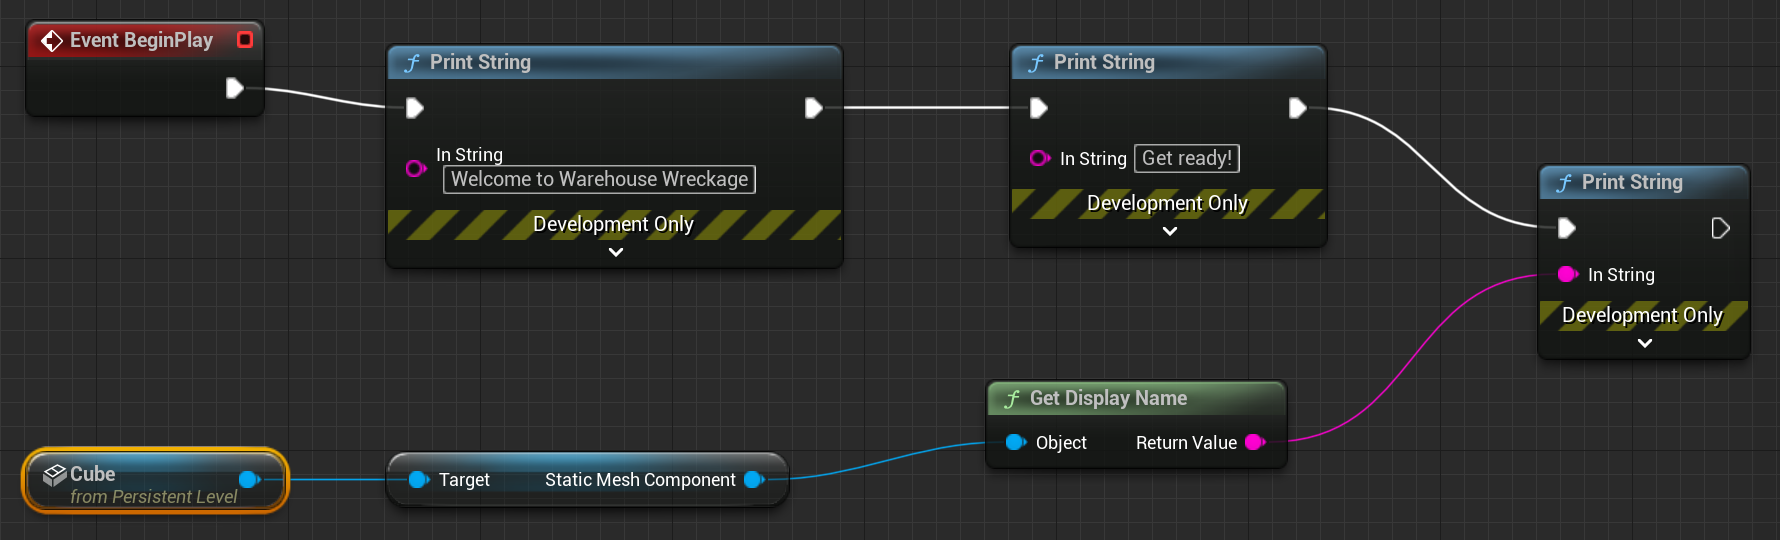 Event BeginPlay
Print String
In String
Welcome to Warehouse Wreckage
Development Only
Print String
In String Get ready!
Development Only
Print String
In String
Development Only
Get Display Name
Object Return Value
Cube
from Persistent Level
Target Static Mesh Component